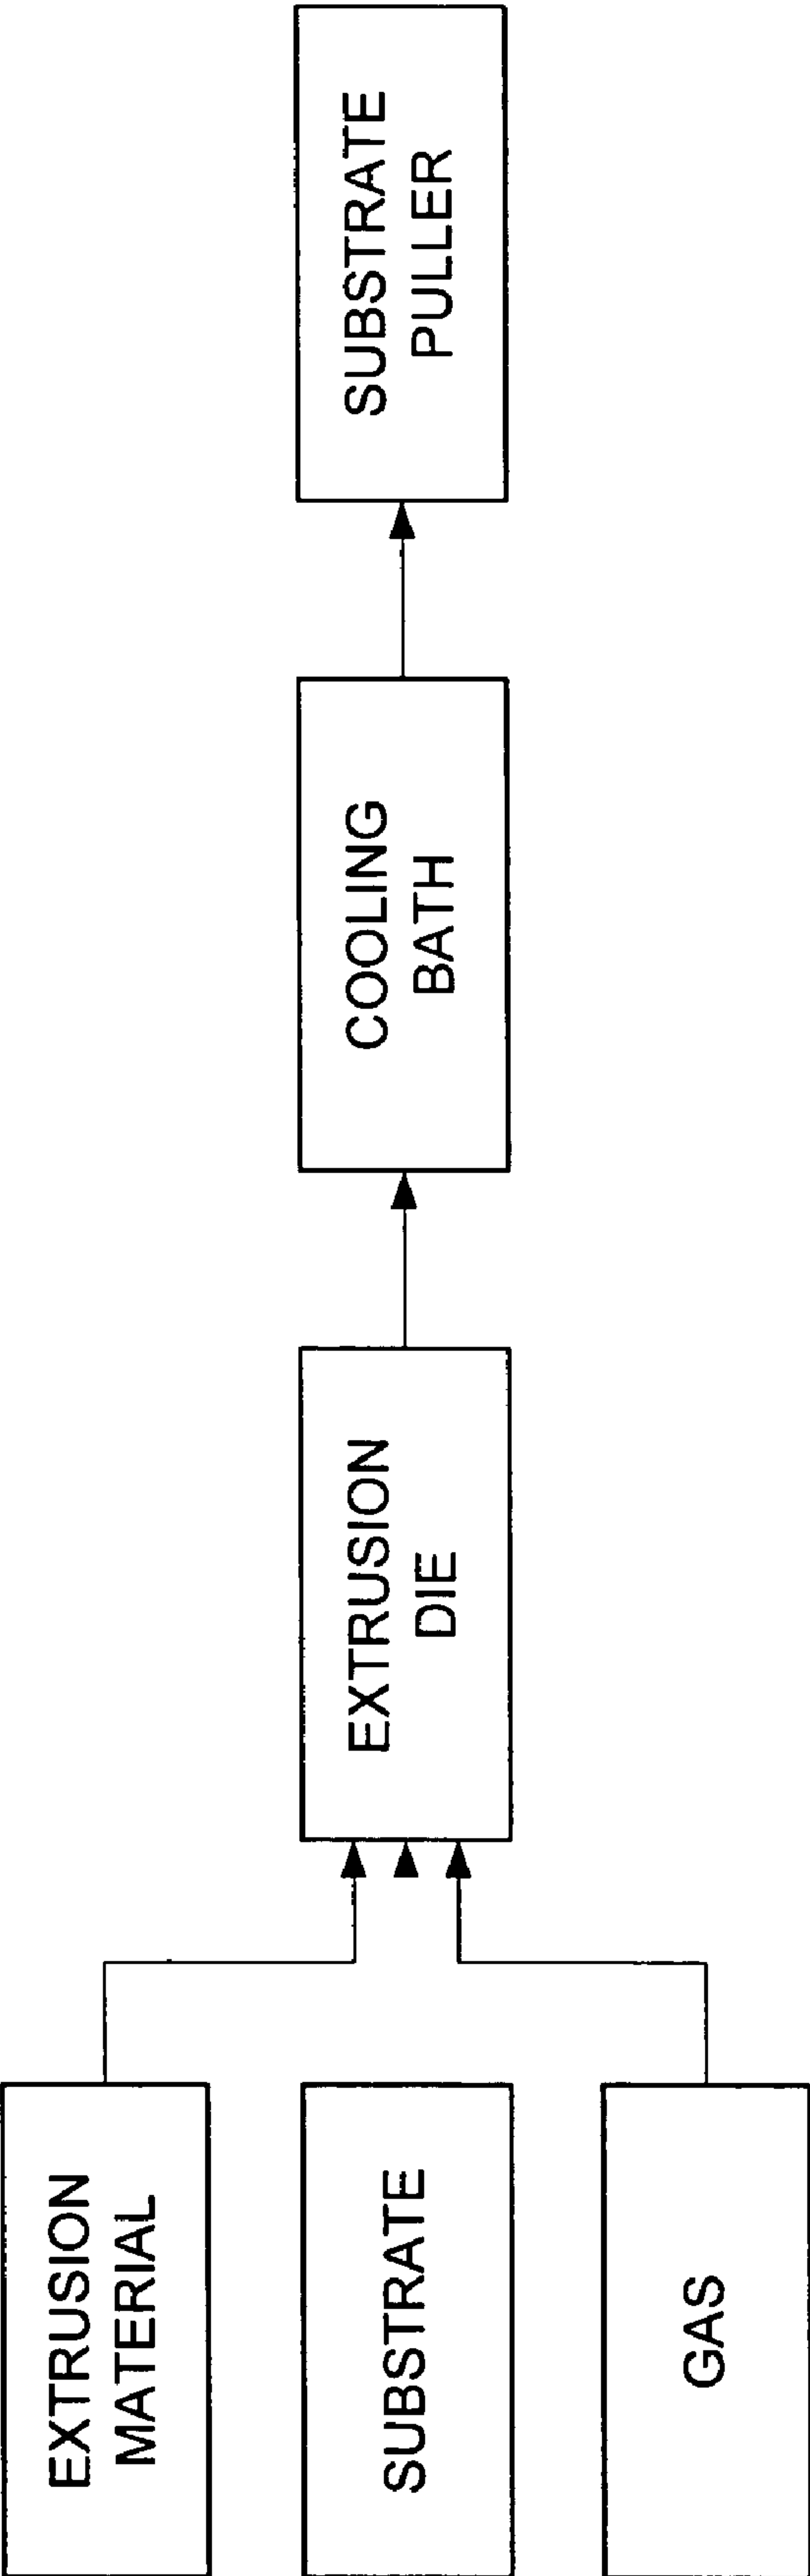 EXTRUSION
MATERIAL
SUBSTRATE
GAS
EXTRUSION
DIE
COOLING
BATH
SUBSTRATE
PULLER